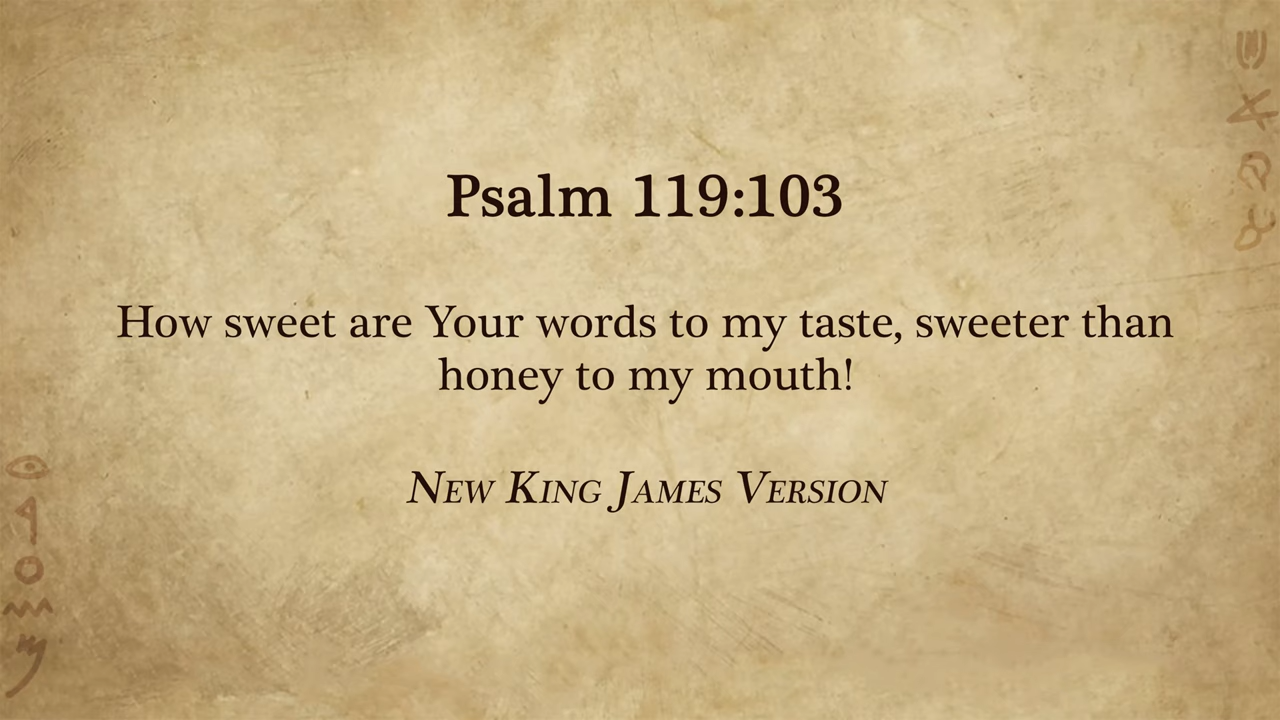 Psalm 119:103
How sweet are Your words to my taste, sweeter than
honey to my mouth!
New King James Version